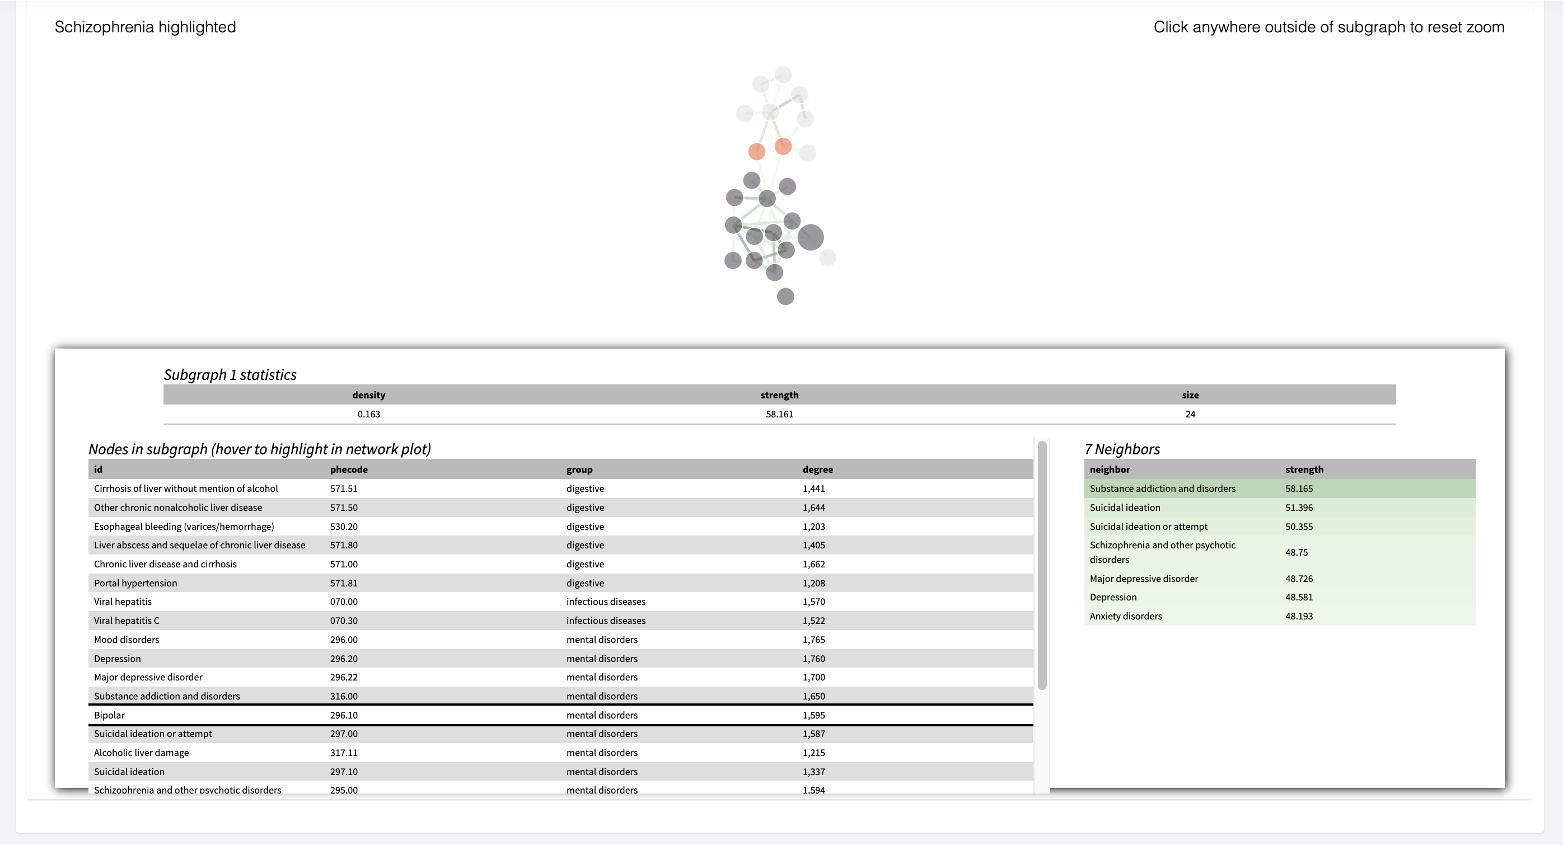 Schizophrenia highlighted
Click anywhere outside of subgraph to reset zoom
Subgraph 1 statistics
density strength size
0.163 58.161 24
Nodes in subgraph (hover to highlight in network plot)
id phecode group degree
Cirrhosis of liver without mention of alcohol 571.51 digestive 1,441
Other chronic nonalcoholic liver disease 571.50 digestive 1,644
Esophageal bleeding (varices/hemorrhage) 530.20 digestive 1,203
Liver abscess and sequelae of chronic liver disease 571.80 digestive 1,405
Chronic liver disease and cirrhosis 571.00 digestive 1,662
Portal hypertension 571.81 digestive 1,208
Viral hepatitis 070.00 infectious diseases 1,570
Viral hepatitis C 070.30 infectious diseases 1,522
Mood disorders 296.00 mental disorders 1,765
Depression 296.20 mental disorders 1,760
Major depressive disorder 296.22 mental disorders 1,700
Substance addiction and disorders 316.00 mental disorders 1,650
Bipolar 296.10 mental disorders 1,595
Suicidal ideation or attempt 297.00 mental disorders 1,587
Alcoholic liver damage 317.11 mental disorders 1,215
Suicidal ideation 297.10 mental disorders 1,337
Schizophrenia and other psychotic disorders 295.00 mental disorders 1,594
7 Neighbors
neighbor strength
Substance addiction and disorders 58.165
Suicidal ideation 51.396
Suicidal ideation or attempt 50.355
Schizophrenia and other psychotic
disorders 48.75
Major depressive disorder 48.726
Depression 48.581
Anxiety disorders 48.193